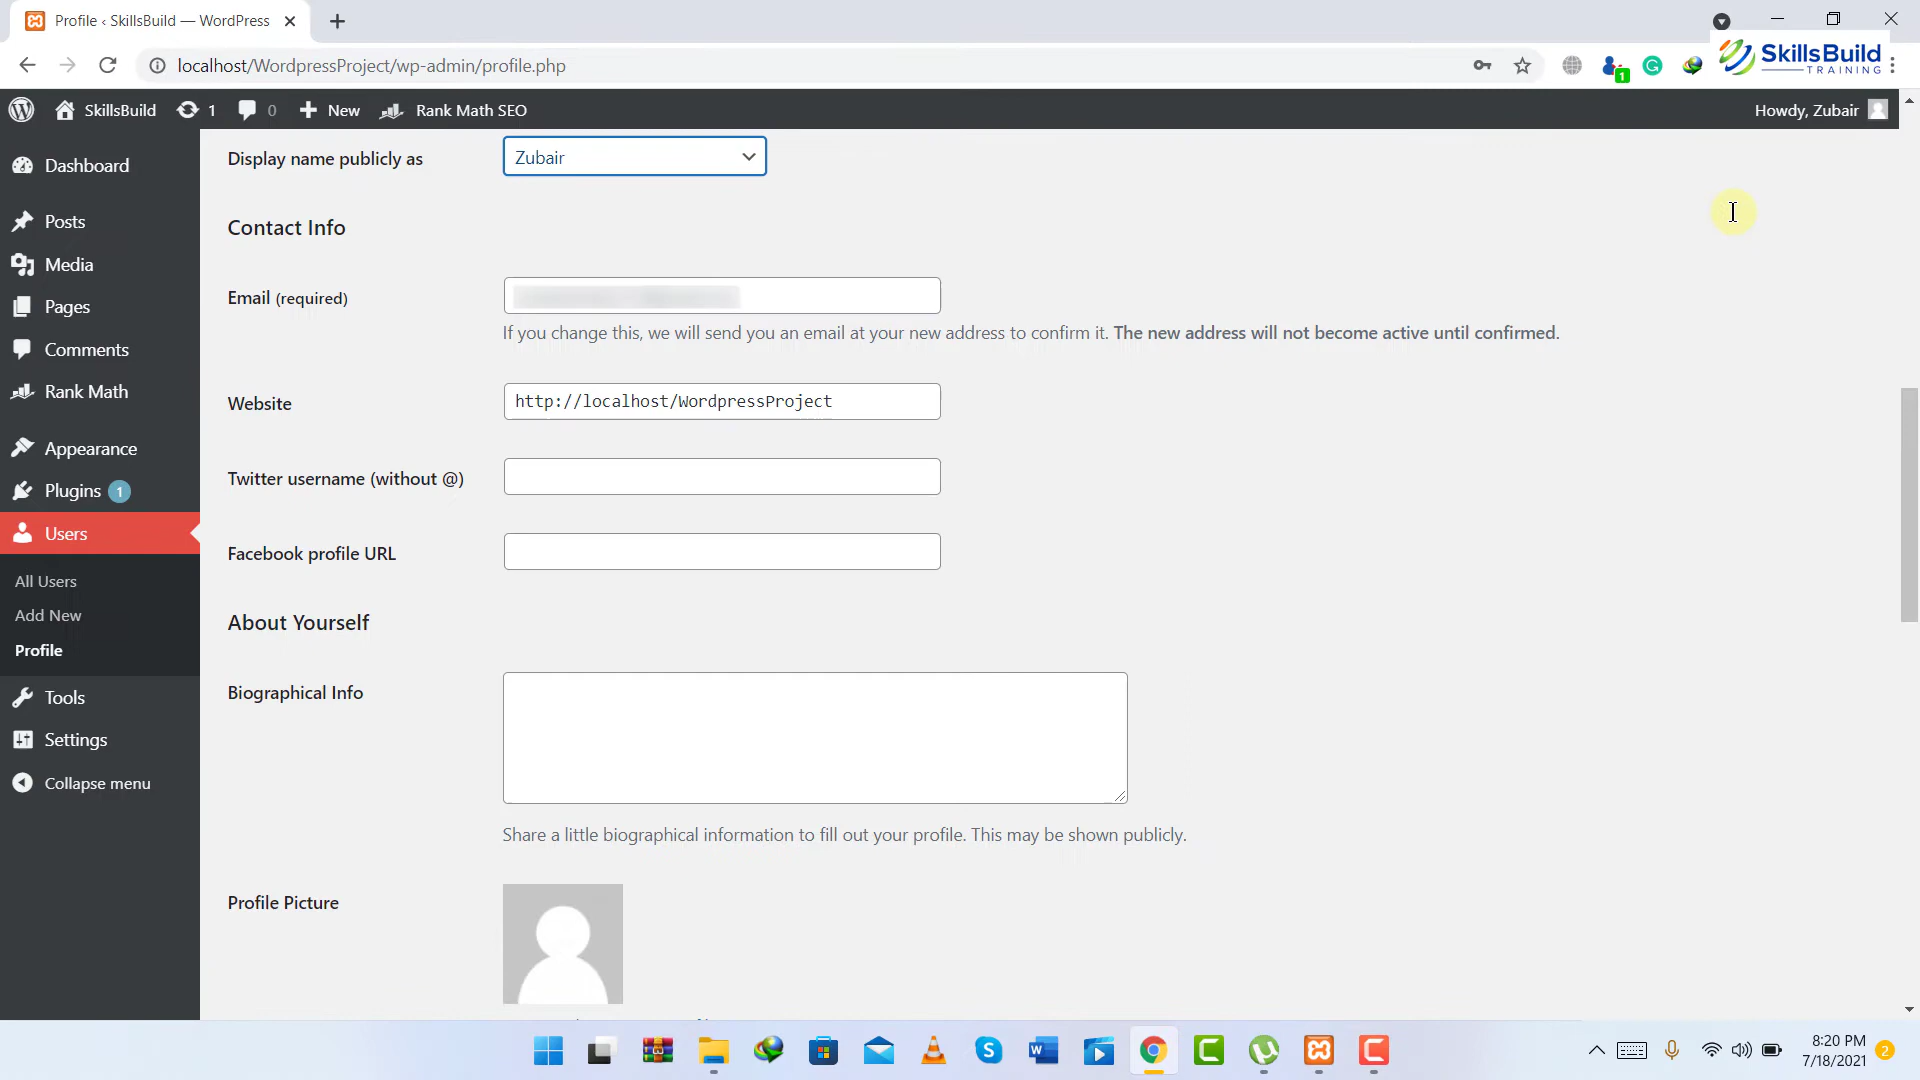 Profile ‹ SkillsBuild — WordPress
localhost/WordpressProject/wp-admin/profile.php
SkillsBuild
TRAINING
1
SkillsBuild 1 0 New Rank Math SEO
Howdy, Zubair
Dashboard
Posts
Media
Pages
Comments
Rank Math
Appearance
Plugins 1
Users
All Users
Add New
Profile
Tools
Settings
Collapse menu
Display name publicly as Zubair
Contact Info
Email (required)
If you change this, we will send you an email at your new address to confirm it. The new address will not become active until confirmed.
Website http://localhost/WordpressProject
Twitter username (without @)
Facebook profile URL
About Yourself
Biographical Info
Share a little biographical information to fill out your profile. This may be shown publicly.
Profile Picture
8:20 PM
7/18/2021
2